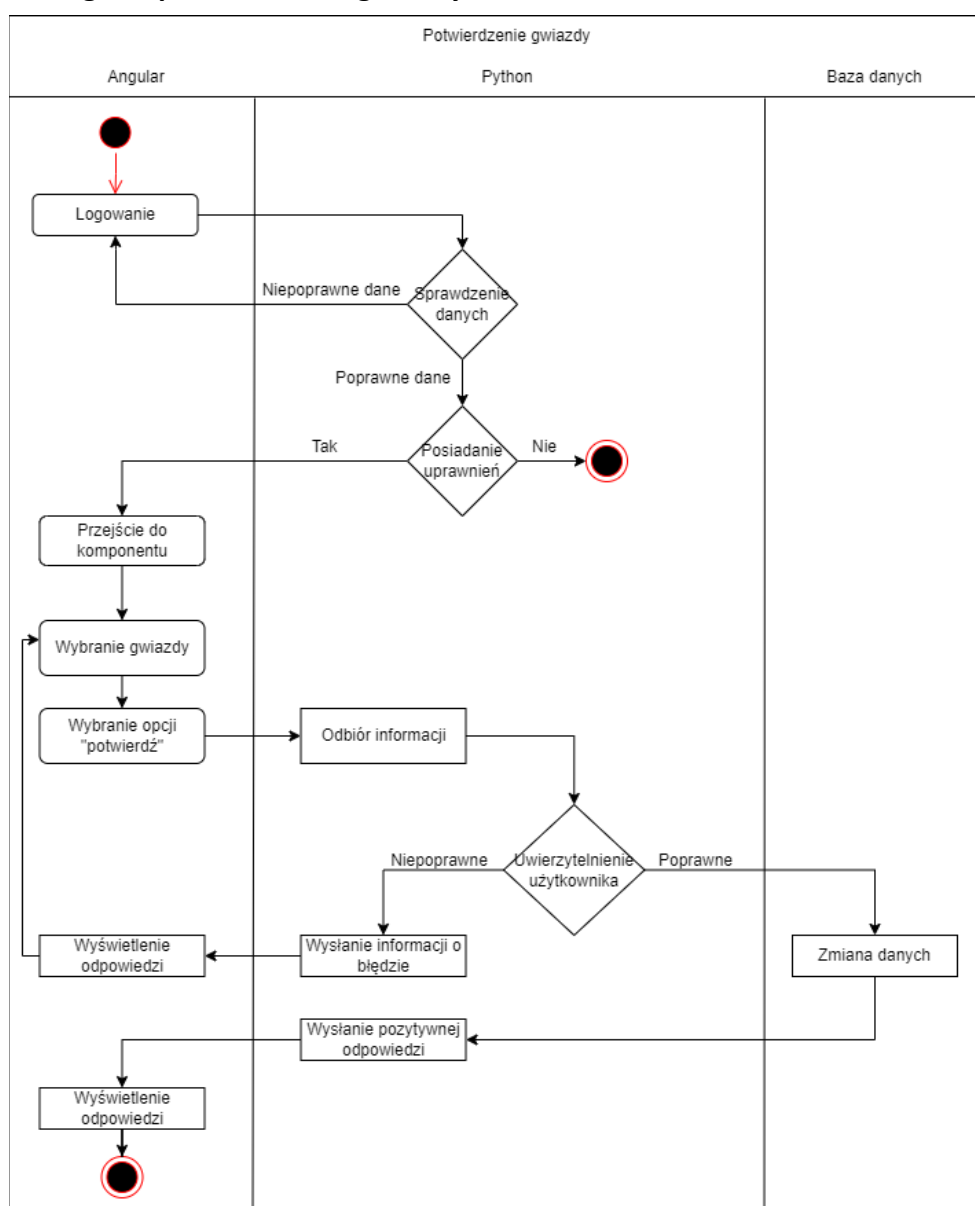 Potwierdzenie gwiazdy
Angular
Python
Baza danych
Logowanie
Niepoprawne dane
Sprawdzenie
danych
Poprawne dane
Tak
Posiadanie
uprawnień
Nie
Przejście do
komponentu
Wybranie gwiazdy
Wybranie opcji
"potwierdź"
Odbiór informacji
Niepoprawne
Uwierzytelnienie
użytkownika
Poprawne
Wyświetlenie
odpowiedzi
Wysłanie informacji o
błędzie
Zmiana danych
Wysłanie pozytywnej
odpowiedzi
Wyświetlenie
odpowiedzi